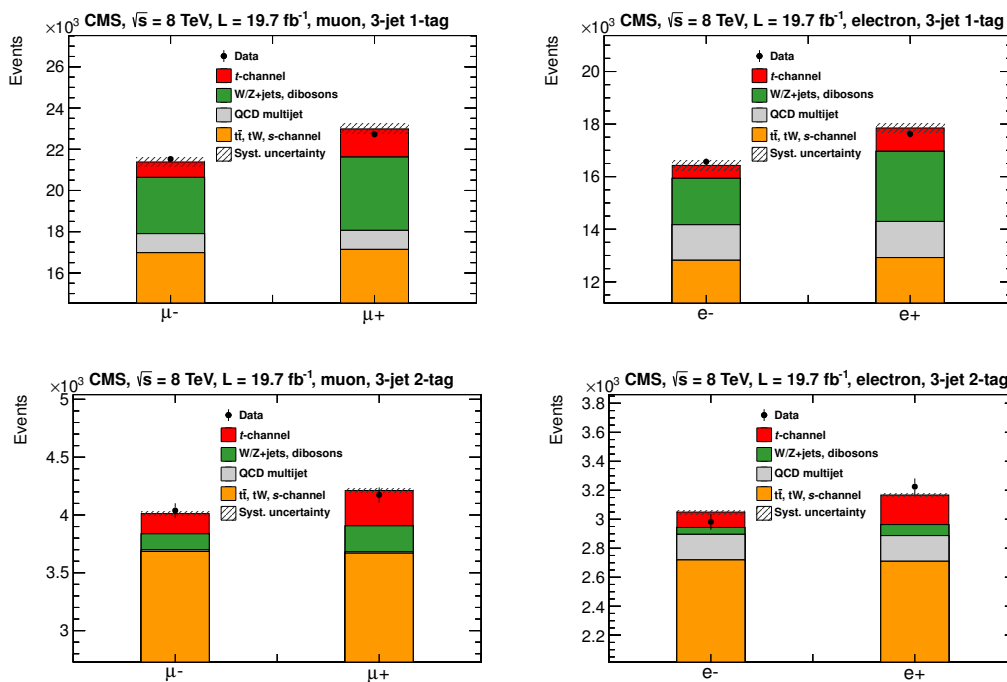 ×10³ CMS, √s = 8 TeV, L = 19.7 fb⁻¹, muon, 3-jet 1-tag
Events
26
24
22
20
18
16
Data
t-channel
W/Z+jets, dibosons
QCD multijet
tt̄, tW, s-channel
Syst. uncertainty
μ- μ+
×10³ CMS, √s = 8 TeV, L = 19.7 fb⁻¹, electron, 3-jet 1-tag
Events
20
18
16
14
12
Data
t-channel
W/Z+jets, dibosons
QCD multijet
tt̄, tW, s-channel
Syst. uncertainty
e- e+
×10³ CMS, √s = 8 TeV, L = 19.7 fb⁻¹, muon, 3-jet 2-tag
Events
5
4.5
4
3.5
3
Data
t-channel
W/Z+jets, dibosons
QCD multijet
tt̄, tW, s-channel
Syst. uncertainty
μ- μ+
×10³ CMS, √s = 8 TeV, L = 19.7 fb⁻¹, electron, 3-jet 2-tag
Events
3.8
3.6
3.4
3.2
3
2.8
2.6
2.4
2.2
Data
t-channel
W/Z+jets, dibosons
QCD multijet
tt̄, tW, s-channel
Syst. uncertainty
e- e+